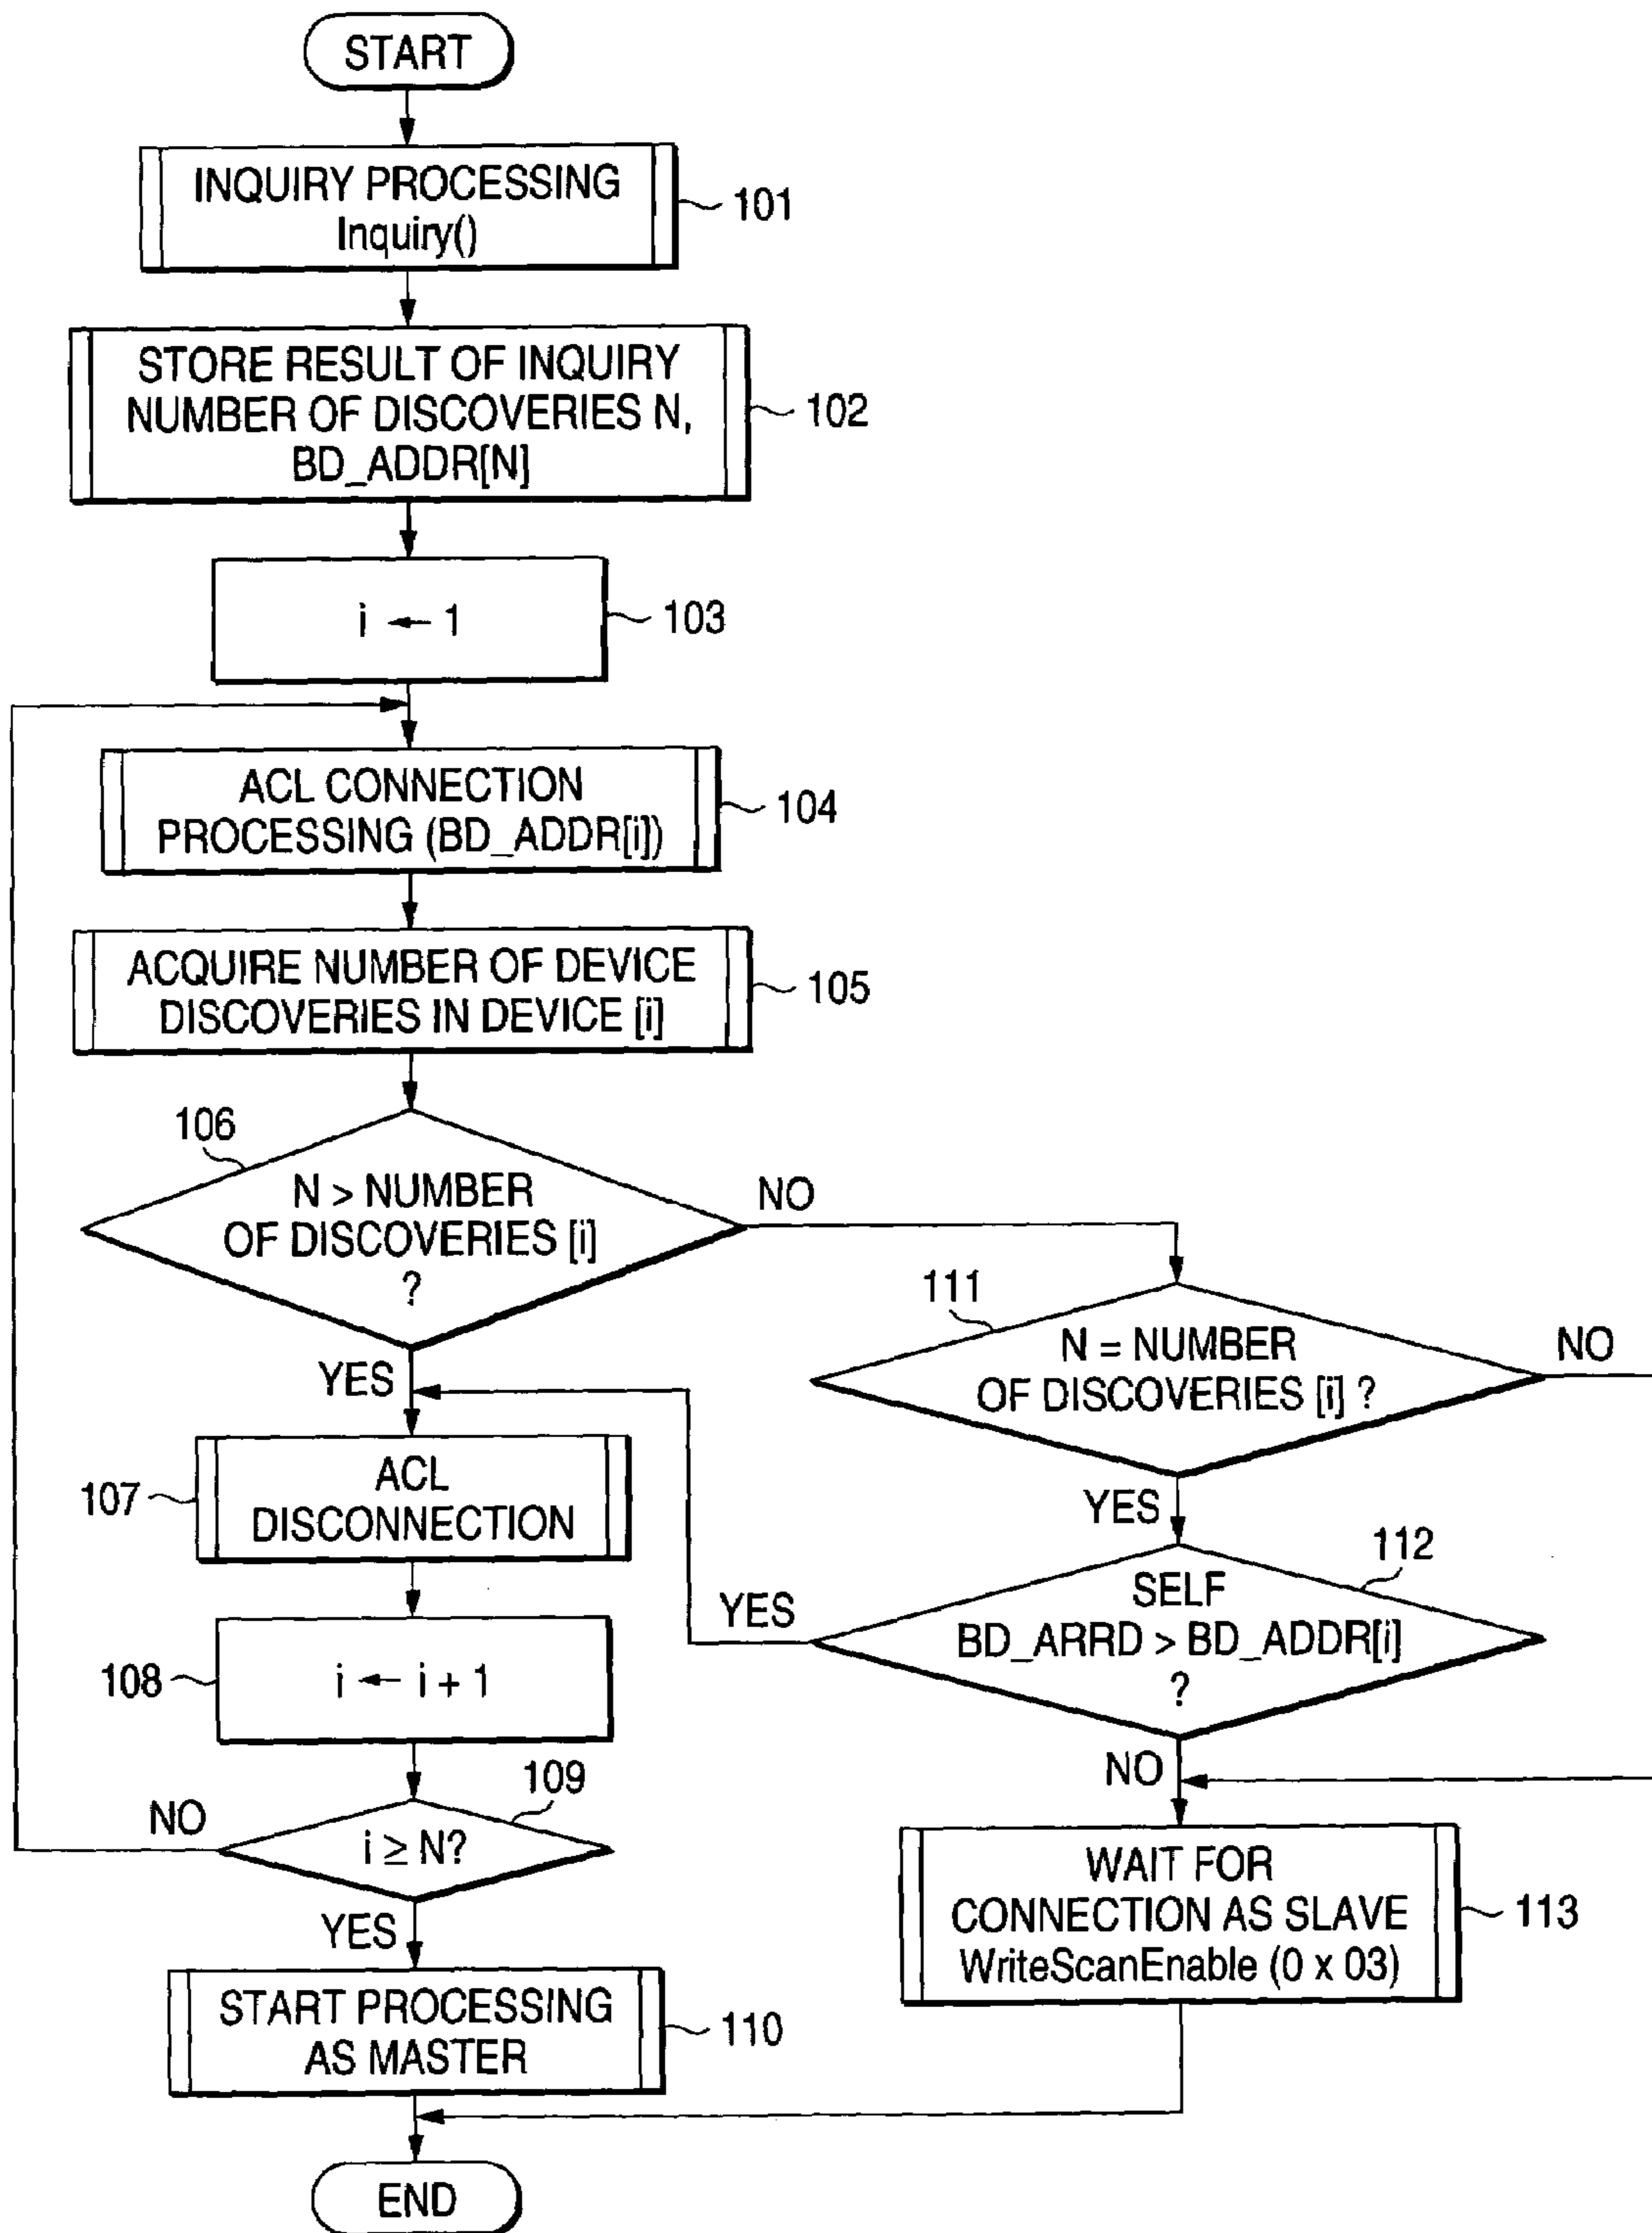 START
INQUIRY PROCESSING
Inquiry()
101
STORE RESULT OF INQUIRY
NUMBER OF DISCOVERIES N,
BD_ADDR[N]
102
i ← 1
103
ACL CONNECTION
PROCESSING (BD_ADDR[i])
104
ACQUIRE NUMBER OF DEVICE
DISCOVERIES IN DEVICE [i]
105
106
N > NUMBER
OF DISCOVERIES [i]
?
NO
YES
111
N = NUMBER
OF DISCOVERIES [i] ?
NO
YES
107
ACL
DISCONNECTION
112
SELF
BD_ARRD > BD_ADDR[i]
?
YES
NO
108
i ← i + 1
109
i ≥ N?
NO
YES
WAIT FOR
CONNECTION AS SLAVE
WriteScanEnable (0 x 03)
113
START PROCESSING
AS MASTER
110
END